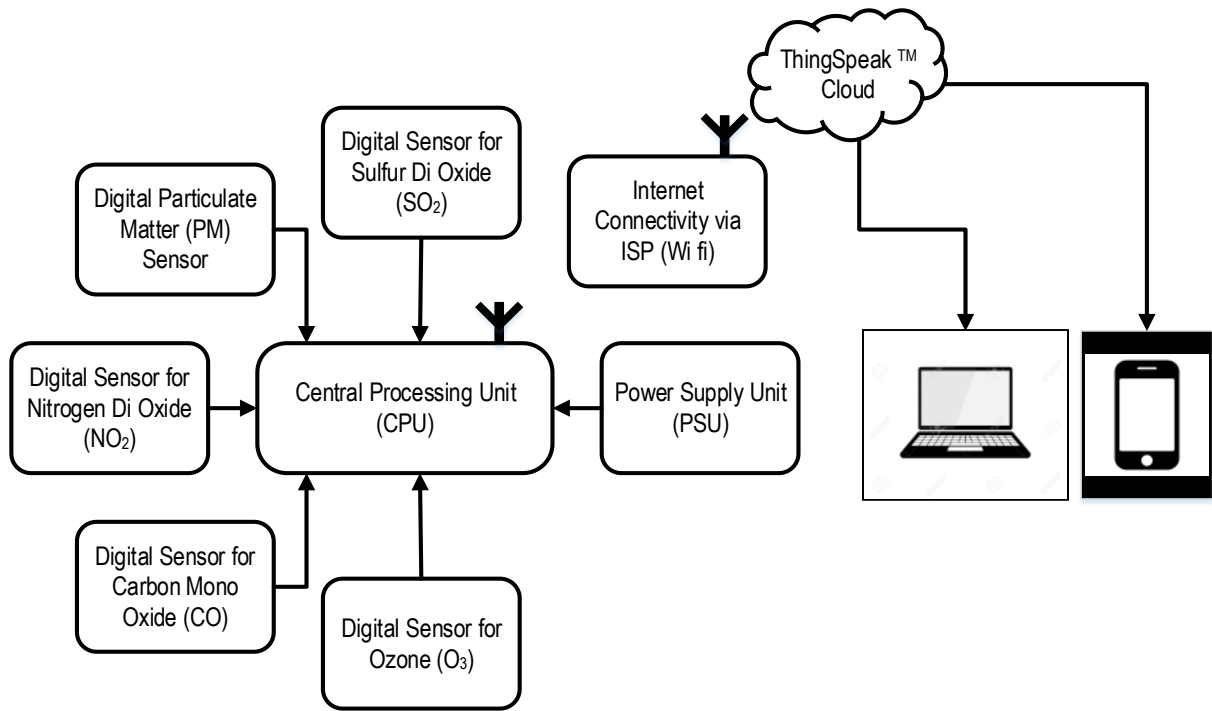 ThingSpeak ™
Cloud
Digital Sensor for
Sulfur Di Oxide
(SO₂)
Internet
Connectivity via
ISP (Wi fi)
Digital Particulate
Matter (PM)
Sensor
Digital Sensor for
Nitrogen Di Oxide
(NO₂)
Central Processing Unit
(CPU)
Power Supply Unit
(PSU)
Digital Sensor for
Carbon Mono
Oxide (CO)
Digital Sensor for
Ozone (O₃)